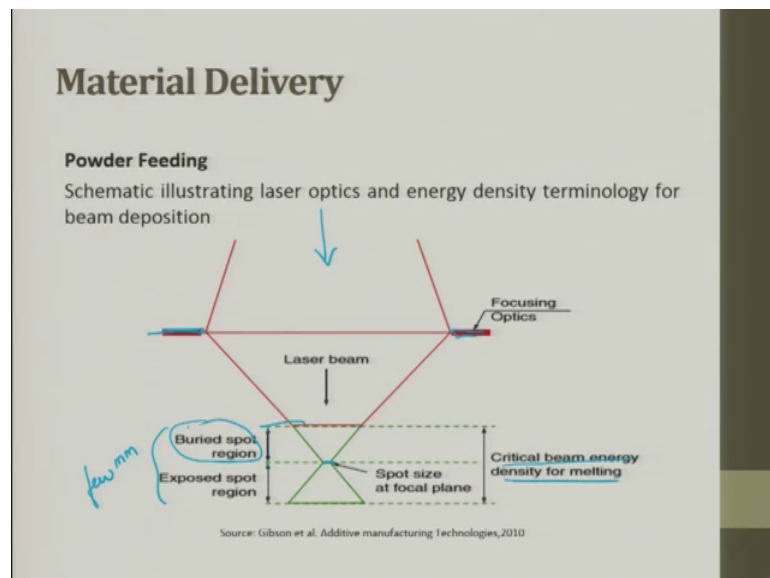 Material Delivery
Powder Feeding
Schematic illustrating laser optics and energy density terminology for
beam deposition
Focusing
Optics
Laser beam
Buried spot
region
few mm
Exposed spot
region
Spot size
at focal plane
Critical beam energy
density for melting
Source: Gibson et al. Additive manufacturing Technologies,2010